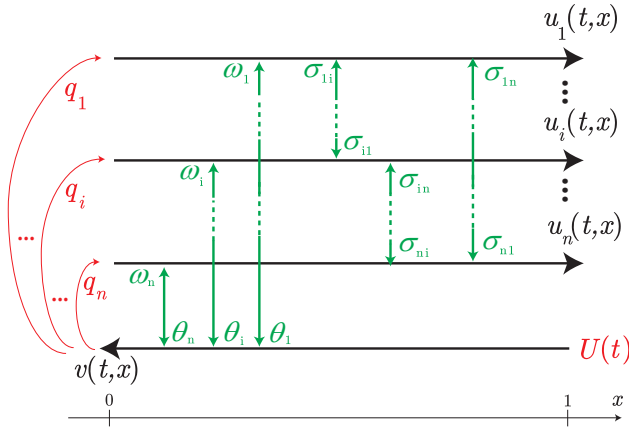 u₁(t,x)
ω₁ σ₁ᵢ σ₁ₙ
q₁
⋮
uᵢ(t,x)
σᵢ₁
ωᵢ σᵢₙ
qᵢ
⋮
uₙ(t,x)
... σₙᵢ σₙ₁
ωₙ
qₙ
...
θₙ θᵢ θ₁
U(t)
v(t,x)
0 1 x